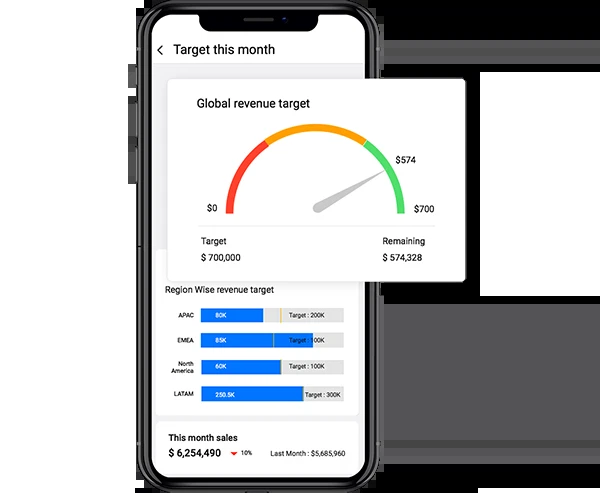 Target this month
Global revenue target
$574
$0
$700
Target
Remaining
$ 700,000
$ 574,328
Region Wise revenue target
APAC 80K Target : 200K
EMEA 85K Target : 100K
North
America 60K Target : 100K
LATAM 250.5K Target : 300K
This month sales
$ 6,254,490 10% Last Month : $5,685,960